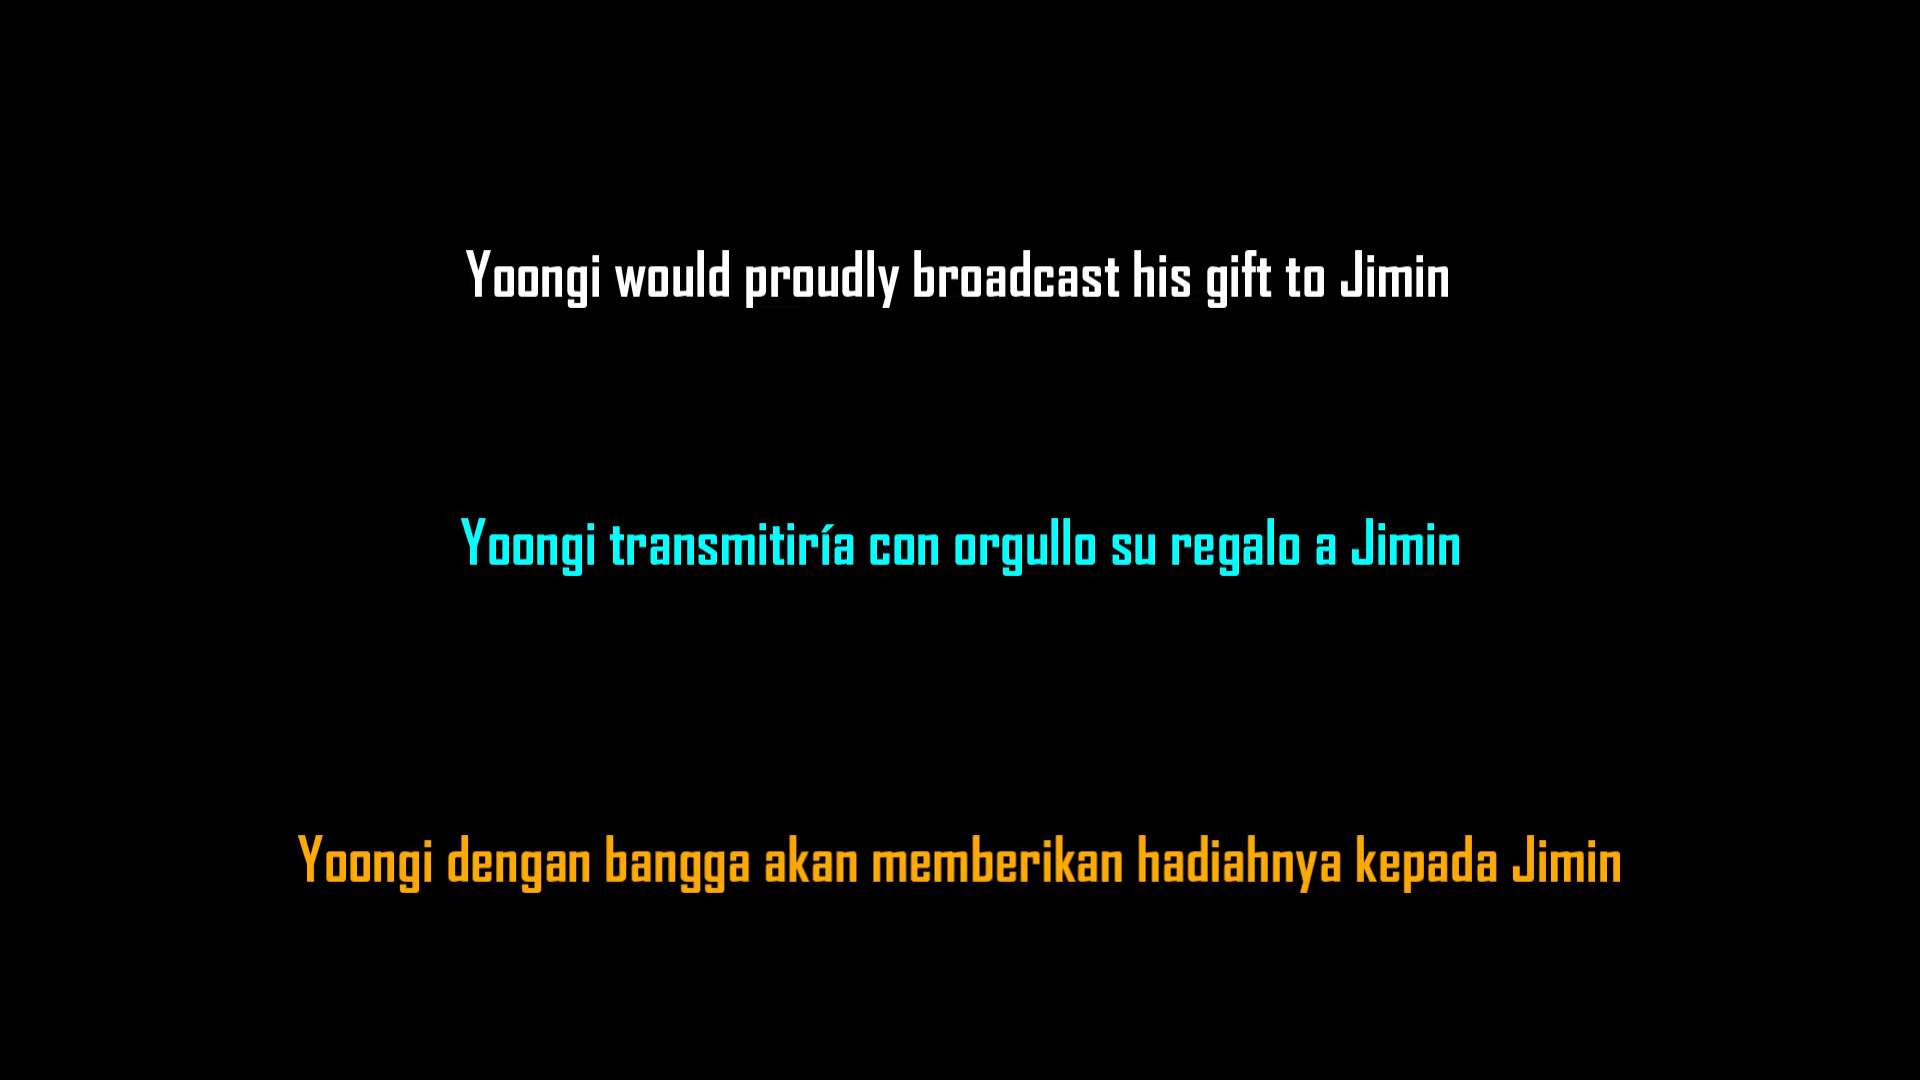 Yoongi would proudly broadcast his gift to Jimin
Yoongi transmitiría con orgullo su regalo a Jimin
Yoongi dengan bangga akan memberikan hadiahnya kepada Jimin